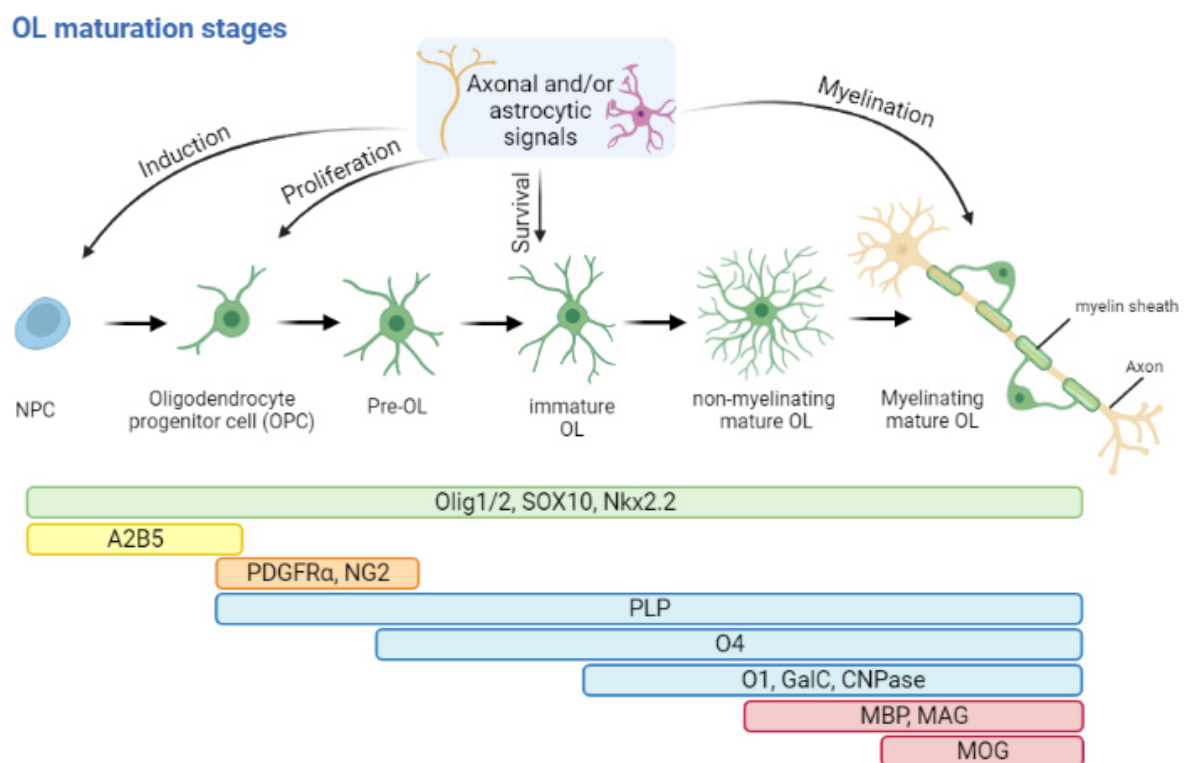 OL maturation stages
Axonal and/or
astrocytic
signals
Induction
Proliferation
Survival
Myelination
myelin sheath
Axon
NPC
Oligodendrocyte
progenitor cell (OPC)
Pre-OL
immature
OL
non-myelinating
mature OL
Myelinating
mature OL
Olig1/2, SOX10, Nkx2.2
A2B5
PDGFRα, NG2
PLP
O4
O1, GalC, CNPase
MBP, MAG
MOG